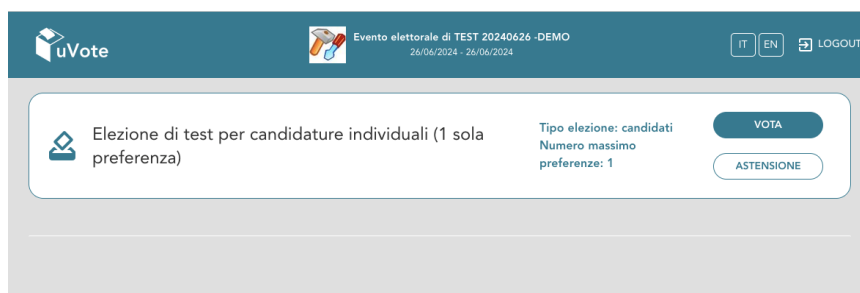 uVote
Evento elettorale di TEST 20240626 -DEMO
26/06/2024 - 26/06/2024
IT EN LOGOUT
Elezione di test per candidature individuali (1 sola
preferenza)
Tipo elezione: candidati
Numero massimo
preferenze: 1
VOTA
ASTENSIONE